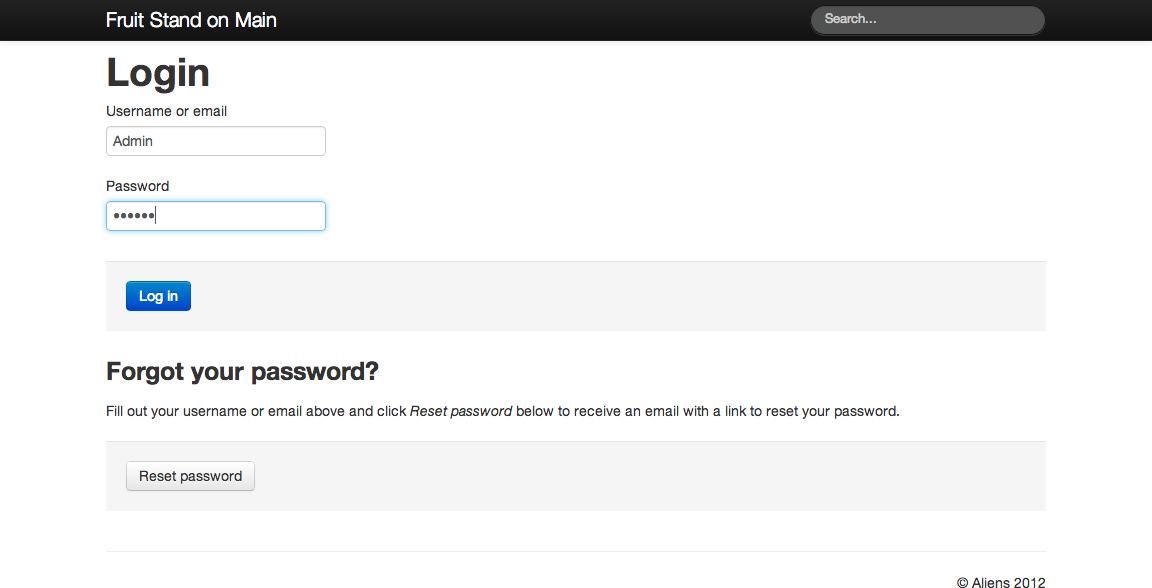 Fruit Stand on Main
Search...
Login
Username or email
Admin
Password
••••••
Log in
Forgot your password?
Fill out your username or email above and click Reset password below to receive an email with a link to reset your password.
Reset password
© Aliens 2012